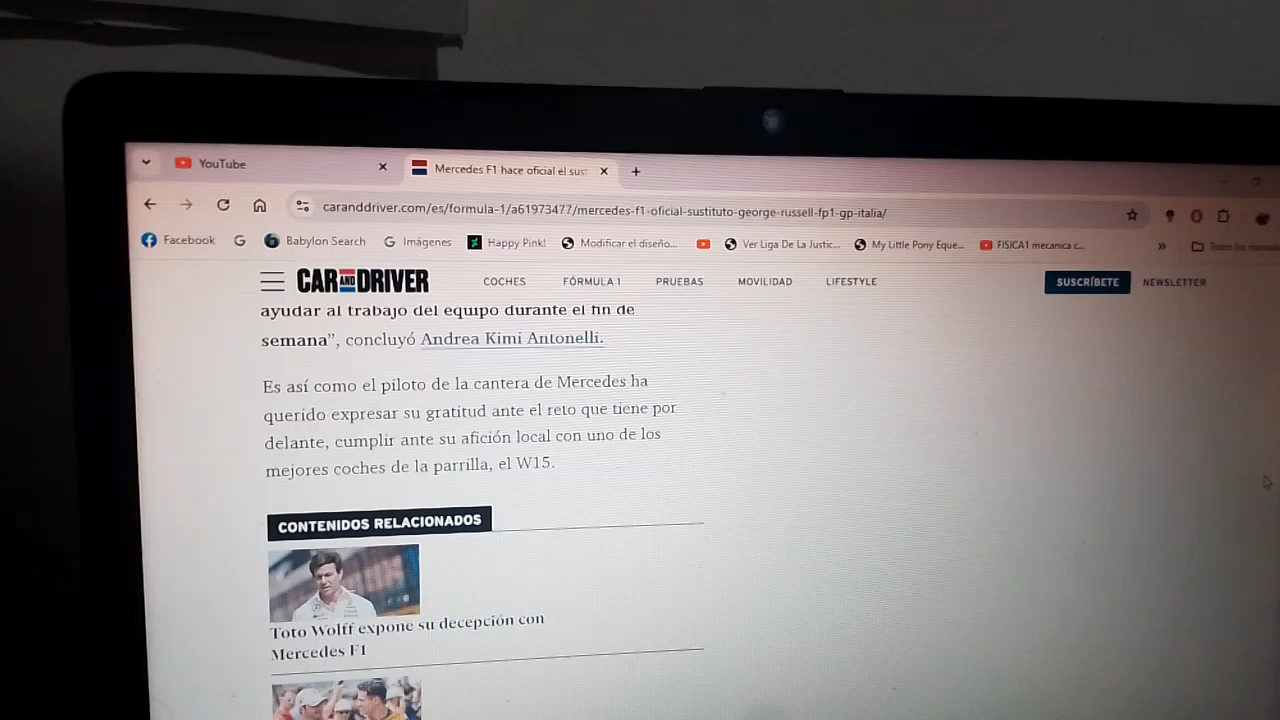 YouTube
Mercedes F1 hace oficial el sus
caranddriver.com/es/formula-1/a61973477/mercedes-f1-oficial-sustituto-george-russell-fp1-gp-italia/
Facebook G Babylon Search G Imágenes Happy Pink! Modificar el diseño... Ver Liga De La Justic... My Little Pony Eque... FISICA1 mecanica c... » Todos los
CAR AND DRIVER COCHES FÓRMULA 1 PRUEBAS MOVILIDAD LIFESTYLE SUSCRÍBETE NEWSLETTER
ayudar al trabajo del equipo durante el fin de
semana”, concluyó Andrea Kimi Antonelli.
Es así como el piloto de la cantera de Mercedes ha
querido expresar su gratitud ante el reto que tiene por
delante, cumplir ante su afición local con uno de los
mejores coches de la parrilla, el W15.
CONTENIDOS RELACIONADOS
Toto Wolff expone su decepción con
Mercedes F1